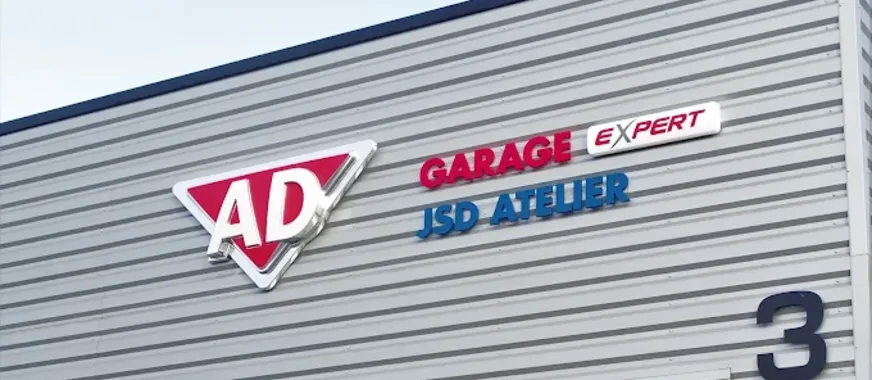 AD
GARAGE EXPERT
JSD ATELIER
3